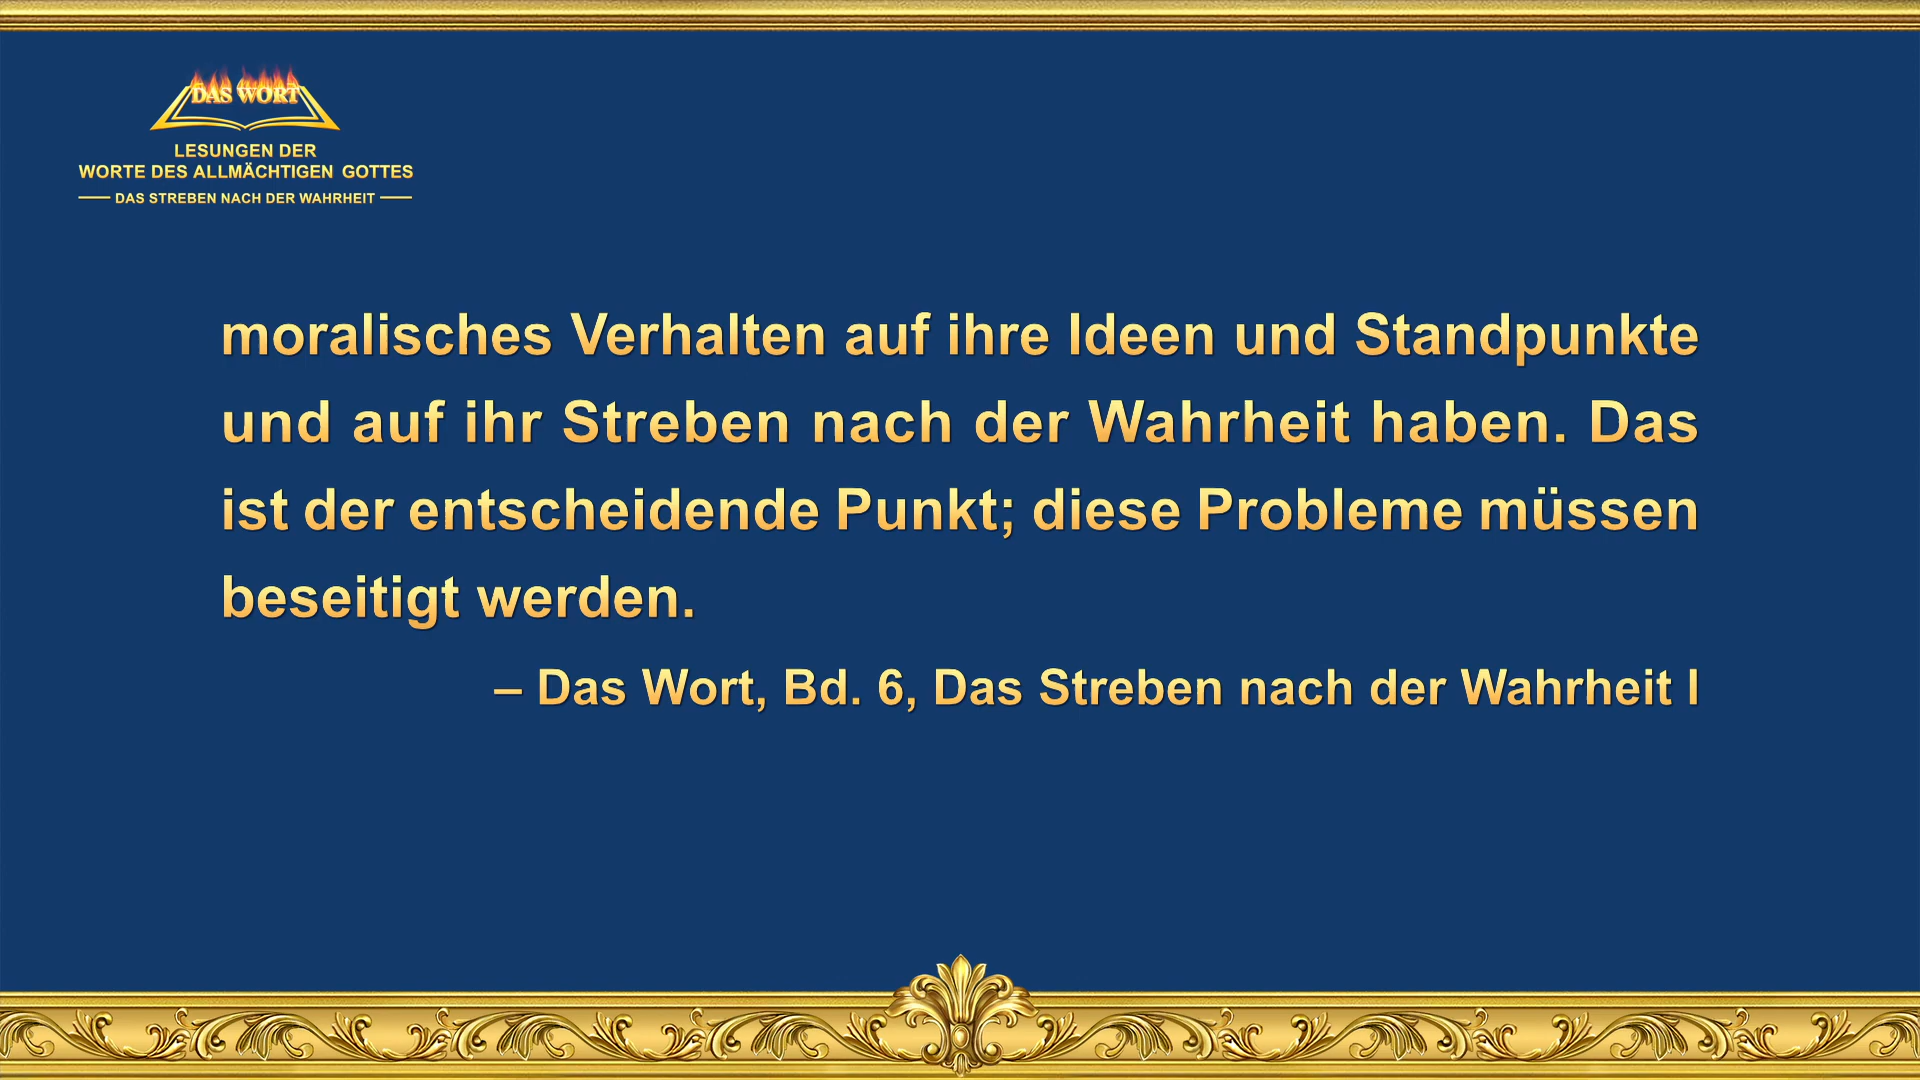 DAS WORT
LESUNGEN DER
WORTE DES ALLMÄCHTIGEN GOTTES
DAS STREBEN NACH DER WAHRHEIT
moralisches Verhalten auf ihre Ideen und Standpunkte
und auf ihr Streben nach der Wahrheit haben. Das
ist der entscheidende Punkt; diese Probleme müssen
beseitigt werden.
– Das Wort, Bd. 6, Das Streben nach der Wahrheit I